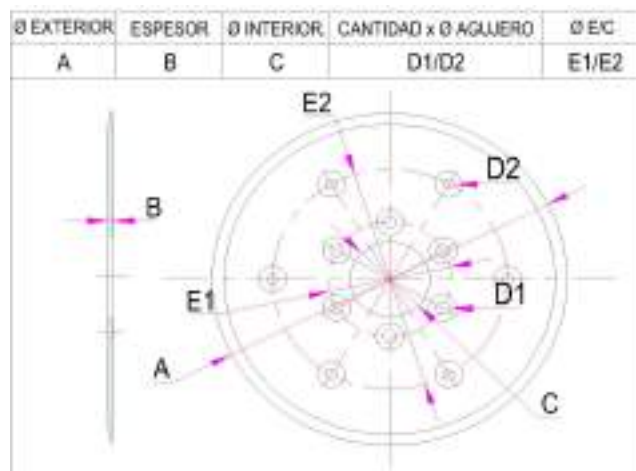 Ø EXTERIOR ESPESOR Ø INTERIOR CANTIDAD x Ø AGUJERO Ø E/C
A B C D1/D2 E1/E2
E2
D2
B
E1
D1
A
C